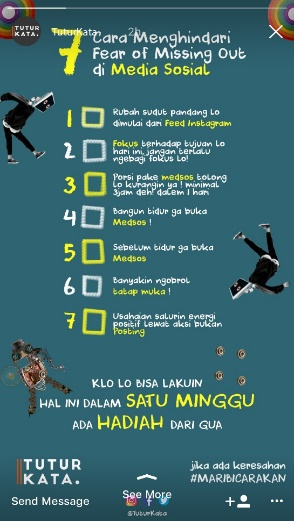 TUTUR
KATA.
TuturKata. 2h
7 Cara Menghindari
Fear of Missing Out
di Media Sosial
1 Rubah sudut pandang lo
dimulai dari Feed Instagram
2 Fokus terhadap tujuan lo
hari ini, jangan terlalu
ngebagi fokus lo!
3 Porsi pake medsos tolong
lo kurangin ya ! minimal
3jam deh! dalem 1 hari
4 Bangun tidur ga buka
Medsos !
5 Sebelum tidur ga buka
Medsos
6 Banyakin ngobrol
tatap muka !
7 Usahaian salurin energi
positif lewat aksi bukan
Posting
KLO LO BISA LAKUIN
HAL INI DALAM SATU MINGGU
ADA HADIAH DARI GUA
TUTUR
KATA.
jika ada keresahan
#MARIBICARAKAN
Send Message
See More
@TuturKata